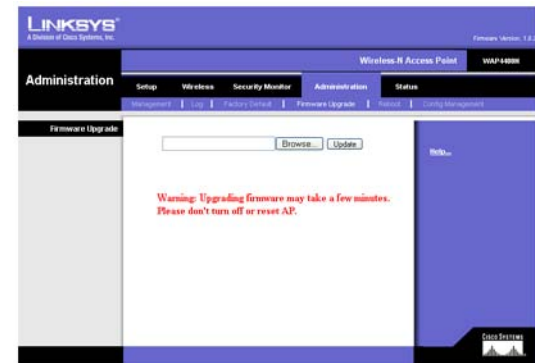 LINKSYS®
A Division of Cisco Systems, Inc.
Firmware Version: 1.0.
Wireless-N Access Point WAP4400N
Administration
Setup Wireless Security Monitor Administration Status
Management | Log | Factory Default | Firmware Upgrade | Reboot | Config Management
Firmware Upgrade
Browse... Update
Help...
Warning: Upgrading firmware may take a few minutes.
Please don't turn off or reset AP.
CISCO SYSTEMS